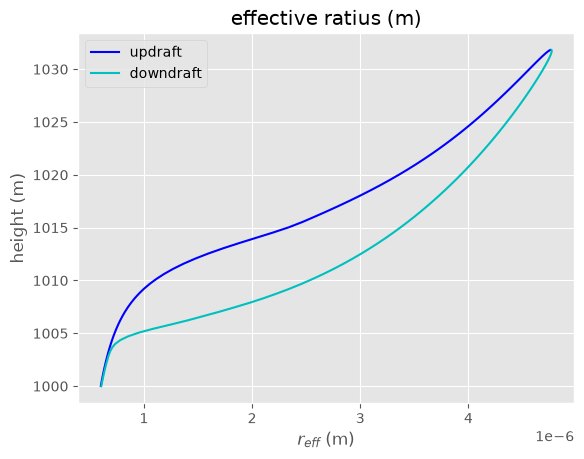 effective ratius (m)
updraft
downdraft
height (m)
1030
1025
1020
1015
1010
1005
1000
1
2
3
4
1e−6
r_eff (m)